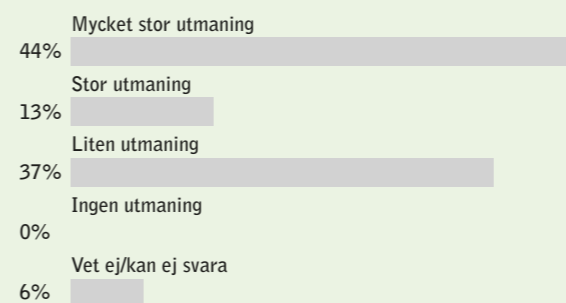 Mycket stor utmaning
44%
Stor utmaning
13%
Liten utmaning
37%
Ingen utmaning
0%
Vet ej/kan ej svara
6%